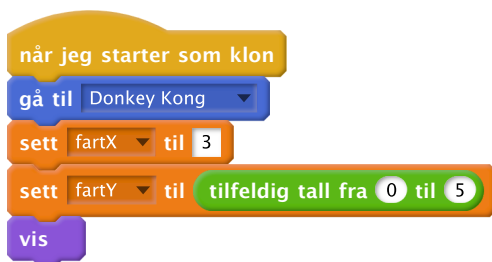 når jeg starter som klon
gå til Donkey Kong
sett fartX til 3
sett fartY til tilfeldig tall fra 0 til 5
vis